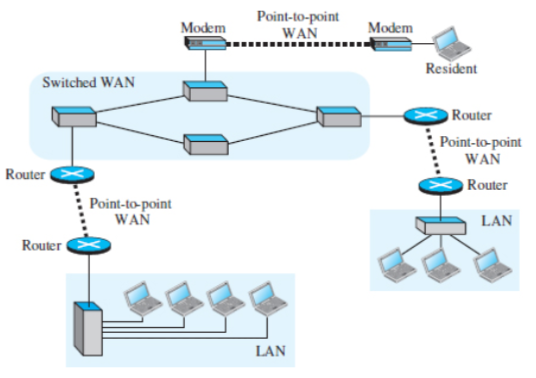 Point-to-point
WAN
Modem
Modem
Resident
Switched WAN
Router
Point-to-point
WAN
Router
Router
Point-to-point
WAN
Router
LAN
LAN